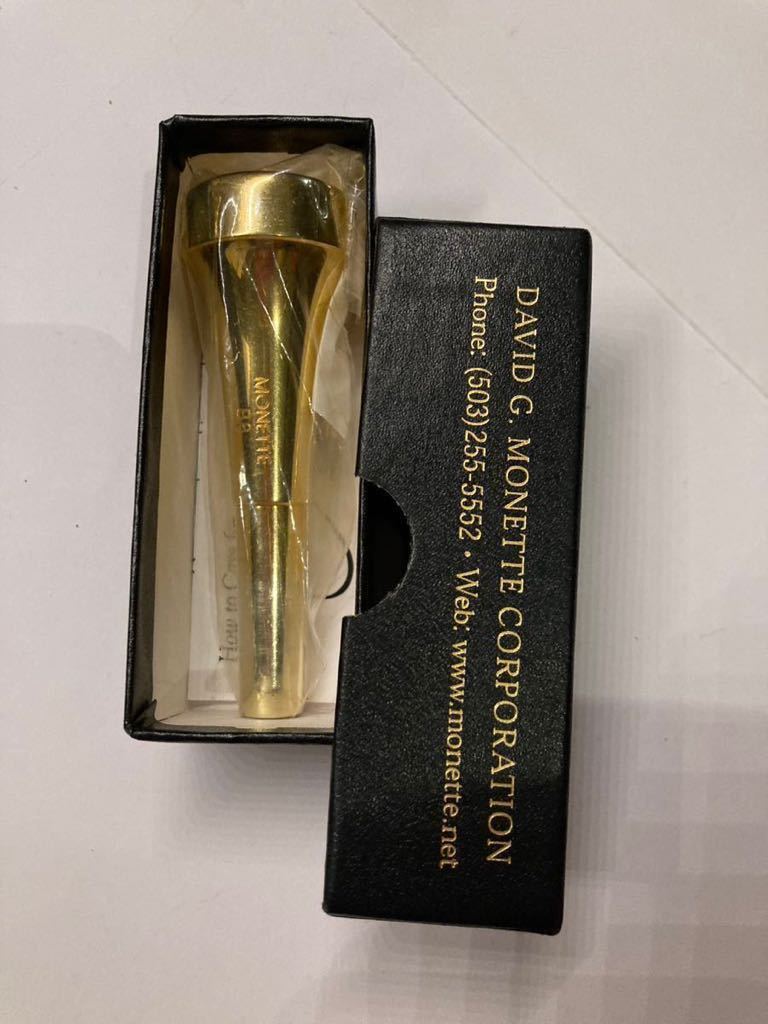 DAVID G. MONETTE CORPORATION
Phone: (503)255-5552 • Web: www.monette.net
MONETTE
How to